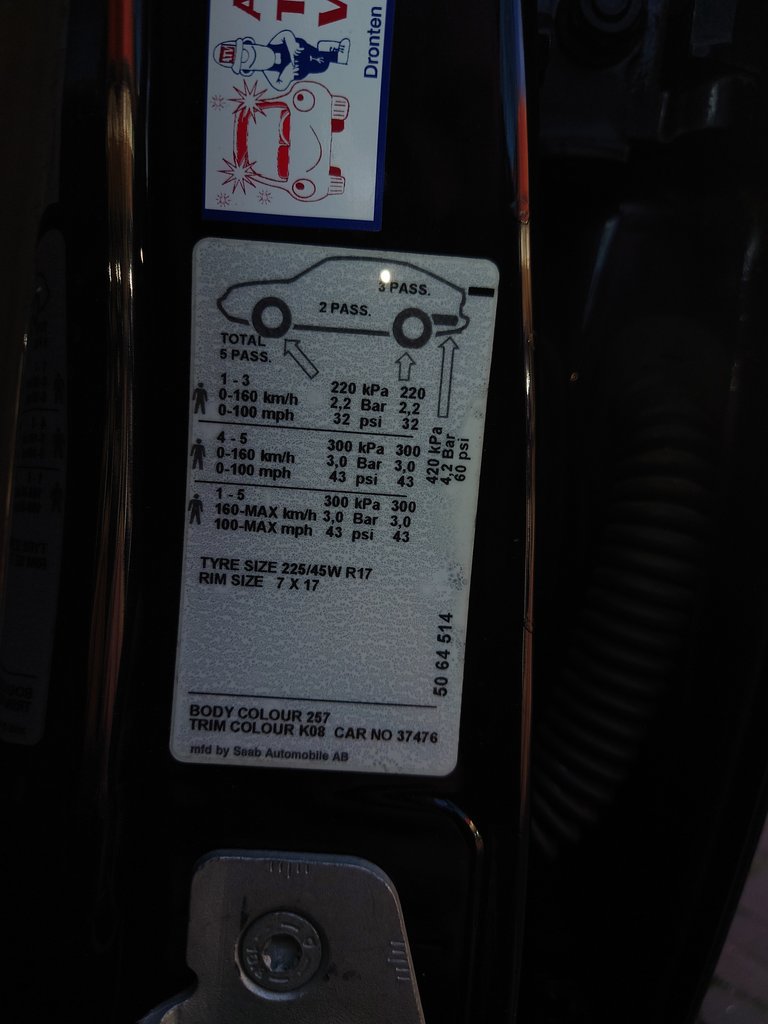 A
T
V
ATV
Dronten
3 PASS.
2 PASS.
TOTAL
5 PASS.
1 - 3
0-160 km/h
0-100 mph
220 kPa 220
2,2 Bar 2,2
32 psi 32
4 - 5
0-160 km/h
0-100 mph
300 kPa 300
3,0 Bar 3,0
43 psi 43
1 - 5
160-MAX km/h
100-MAX mph
300 kPa 300
3,0 Bar 3,0
43 psi 43
420 kPa
4,2 Bar
60 psi
TYRE SIZE 225/45W R17
RIM SIZE 7 X 17
50 64 514
BODY COLOUR 257
TRIM COLOUR K08 CAR NO 37476
mfd by Saab Automobile AB